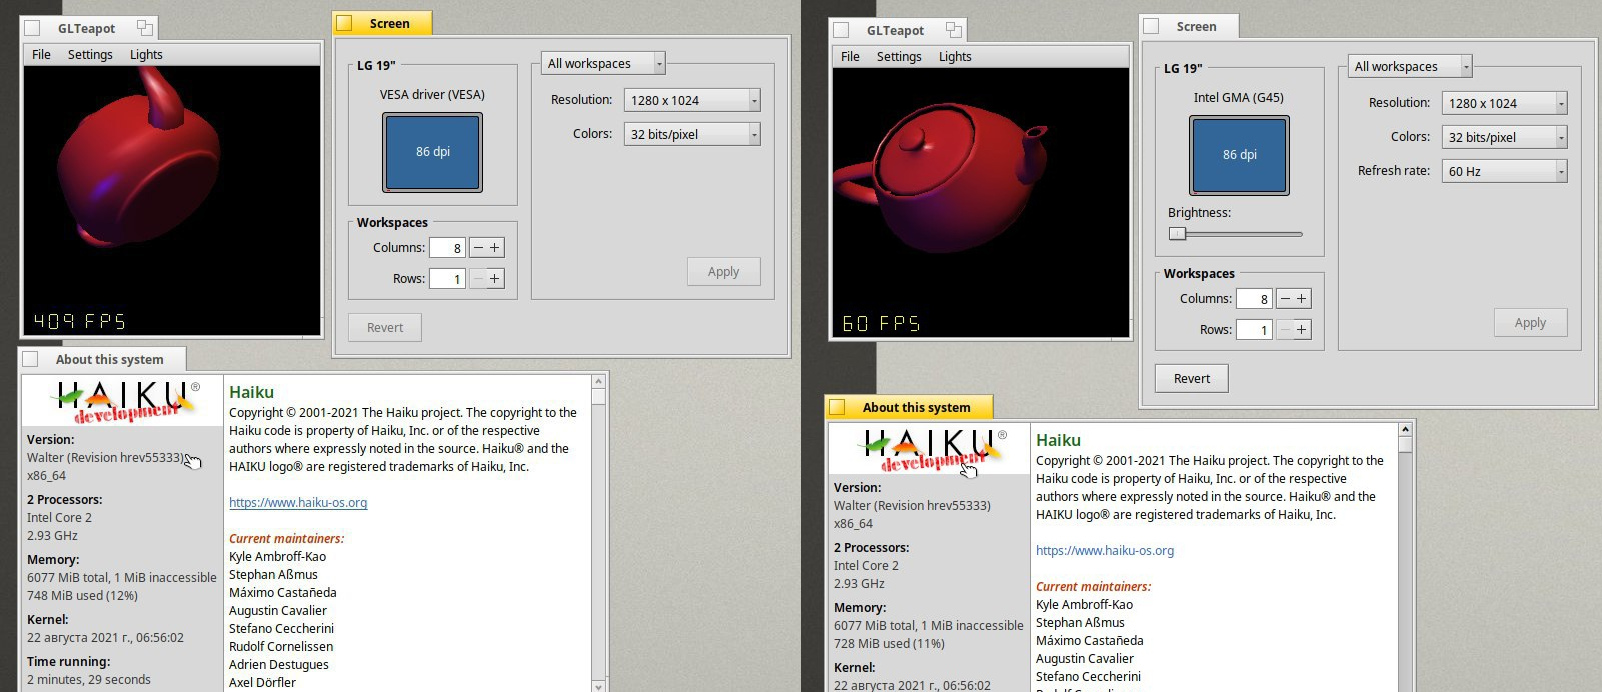 GLTeapot
File Settings Lights
409 FPS
Screen
LG 19"
VESA driver (VESA)
86 dpi
Workspaces
Columns: 8
Rows: 1
All workspaces
Resolution: 1280 x 1024
Colors: 32 bits/pixel
Apply
Revert
About this system
HAIKU®
development
Version:
Walter (Revision hrev55333)
x86_64
2 Processors:
Intel Core 2
2.93 GHz
Memory:
6077 MiB total, 1 MiB inaccessible
748 MiB used (12%)
Kernel:
22 августа 2021 г., 06:56:02
Time running:
2 minutes, 29 seconds
Haiku
Copyright © 2001-2021 The Haiku project. The copyright to the
Haiku code is property of Haiku, Inc. or of the respective
authors where expressly noted in the source. Haiku® and the
HAIKU logo® are registered trademarks of Haiku, Inc.
https://www.haiku-os.org
Current maintainers:
Kyle Ambroff-Kao
Stephan Aßmus
Máximo Castañeda
Augustin Cavalier
Stefano Ceccherini
Rudolf Cornelissen
Adrien Destugues
Axel Dörfler
GLTeapot
File Settings Lights
60 FPS
Screen
LG 19"
Intel GMA (G45)
86 dpi
Brightness:
Workspaces
Columns: 8
Rows: 1
All workspaces
Resolution: 1280 x 1024
Colors: 32 bits/pixel
Refresh rate: 60 Hz
Apply
Revert
About this system
HAIKU®
development
Version:
Walter (Revision hrev55333)
x86_64
2 Processors:
Intel Core 2
2.93 GHz
Memory:
6077 MiB total, 1 MiB inaccessible
728 MiB used (11%)
Kernel:
22 августа 2021 г., 06:56:02
Haiku
Copyright © 2001-2021 The Haiku project. The copyright to the
Haiku code is property of Haiku, Inc. or of the respective
authors where expressly noted in the source. Haiku® and the
HAIKU logo® are registered trademarks of Haiku, Inc.
https://www.haiku-os.org
Current maintainers:
Kyle Ambroff-Kao
Stephan Aßmus
Máximo Castañeda
Augustin Cavalier
Stefano Ceccherini